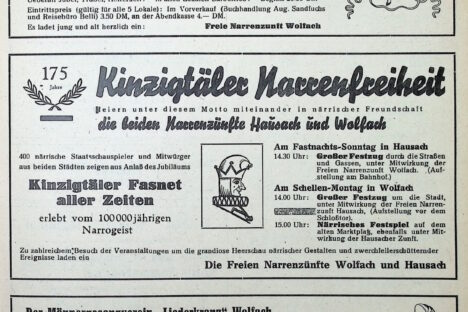 Eintrittspreis (gültig für alle 5 Lokale): Im Vorverkauf (Buchhandlung Aug. Sandfuchs
und Reisebüro Belli) 3.50 DM, an der Abendkasse 4.— DM.
Es ladet jung und alt herzlich ein:
Freie Narrenzunft Wolfach
175
Jahre
Kinzigtäler Narrenfreiheit
feiern unter diesem Motto miteinander in närrischer Freundschaft
die beiden Narrenzünfte Hausach und Wolfach
400 närrische Staatsschauspieler und Mitwürger
aus beiden Städten zeigen aus Anlaß des Jubiläums
Kinzigtäler Fasnet
aller Zeiten
erlebt vom 100000jährigen
Narrogeist
Am Fastnachts-Sonntag in Hausach
14.30 Uhr: Großer Festzug durch die Straßen
und Gassen, unter Mitwirkung der
Freien Narrenzunft Wolfach. (Auf-
stellung am Bahnhof.)
Am Schellen-Montag in Wolfach
14.00 Uhr: Großer Festzug um die Stadt,
unter Mitwirkung der Freien Narren-
zunft Hausach, (Aufstellung vor dem
Schloßtor).
15.00 Uhr: Närrisches Festspiel auf dem
alten Marktplatz, ebenfalls unter Mit-
wirkung der Hausacher Zunft.
Zu zahlreichem Besuch der Veranstaltungen um die grandiose Heerschau närrischer Gestalten und zwerchfellerschütternder
Ereignisse laden ein
Die Freien Narrenzünfte Wolfach und Hausach
Der Männergesangverein „Liederkranz" Wolfach